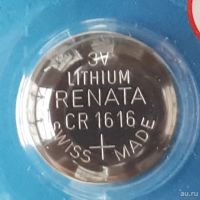 3V
LITHIUM
RENATA
CR 1616
+
SWISS MADE
au.ru